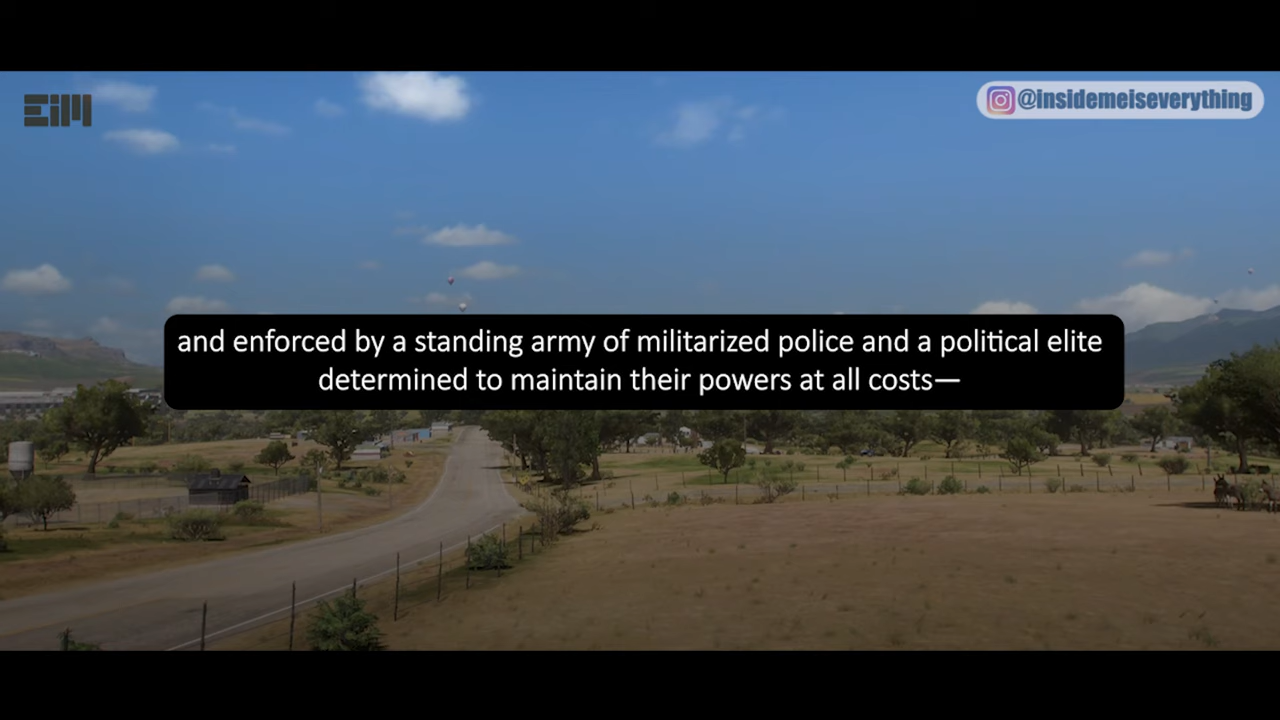 EiM
@insidemeiseverything
and enforced by a standing army of militarized police and a political elite
determined to maintain their powers at all costs—